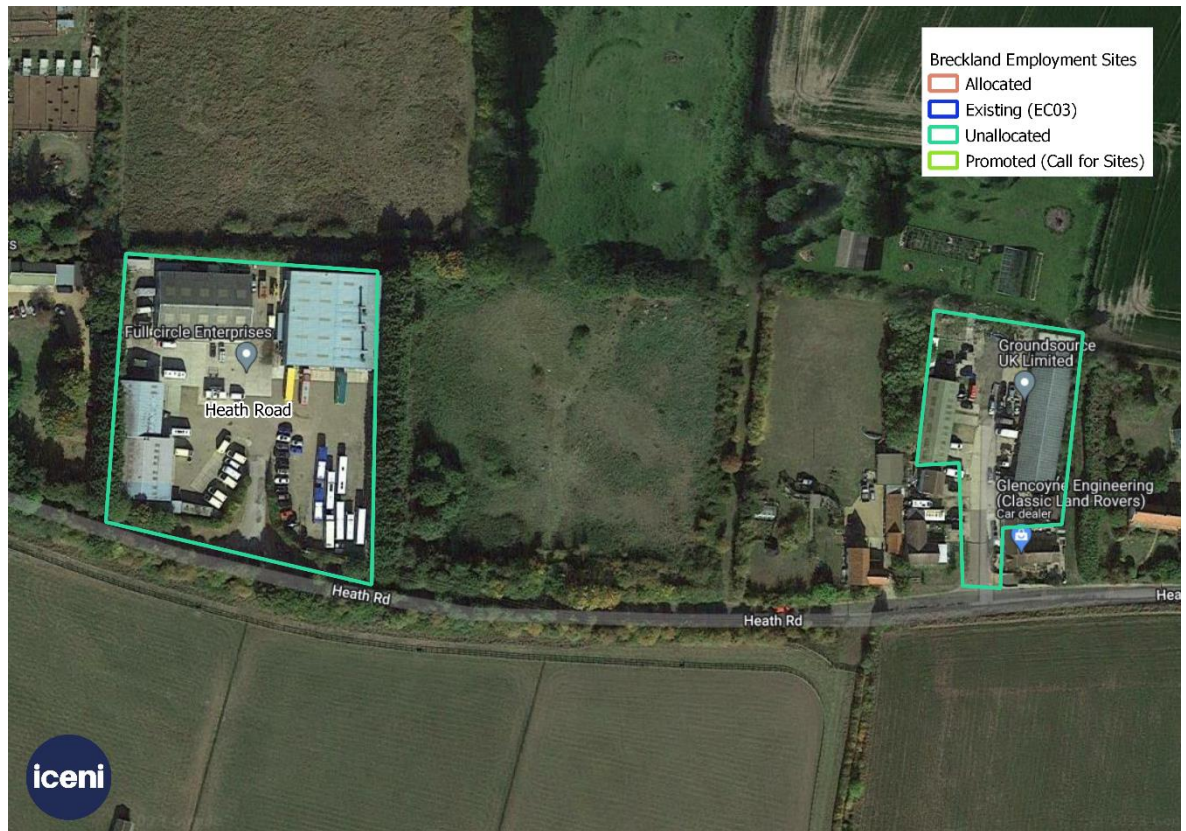 Breckland Employment Sites
Allocated
Existing (EC03)
Unallocated
Promoted (Call for Sites)
s
Full circle Enterprises
Heath Road
Groundsource
UK Limited
Glencoyne Engineering
(Classic Land Rovers)
Car dealer
Heath Rd
Heath Rd
Hea
iceni